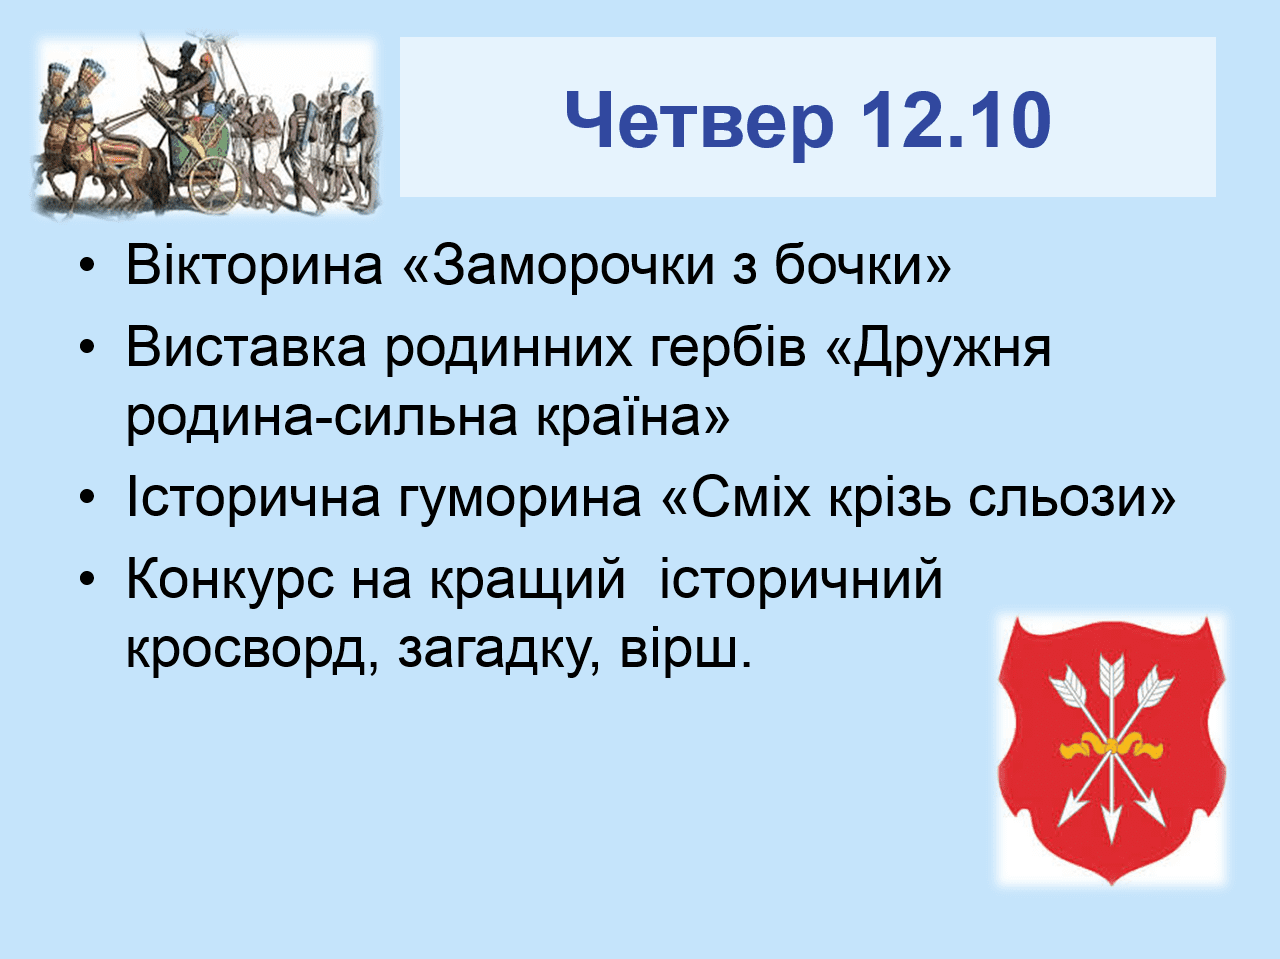 Четвер 12.10
• Вікторина «Заморочки з бочки»
• Виставка родинних гербів «Дружня
родина-сильна країна»
• Історична гуморина «Сміх крізь сльози»
• Конкурс на кращий  історичний
кросворд, загадку, вірш.